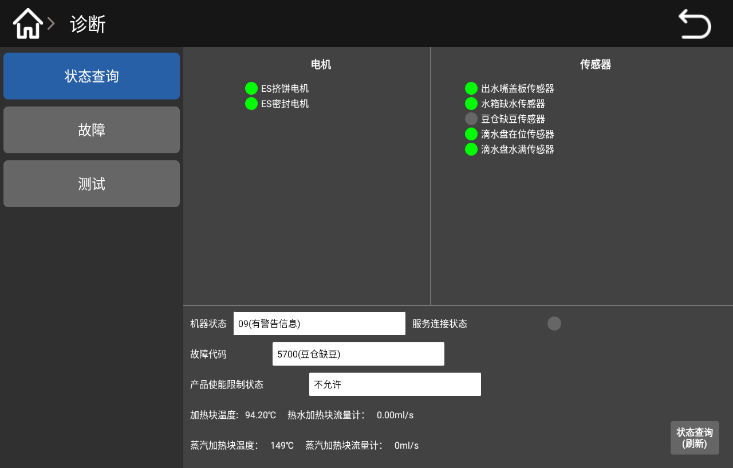 诊断
状态查询
故障
测试
电机
ES挤饼电机
ES密封电机
传感器
出水嘴盖板传感器
水箱缺水传感器
豆仓缺豆传感器
滴水盘在位传感器
滴水盘水满传感器
机器状态 09(有警告信息) 服务连接状态
故障代码 5700(豆仓缺豆)
产品使能限制状态 不允许
加热块温度: 94.20℃ 热水加热块流量计: 0.00ml/s
蒸汽加热块温度: 149℃ 蒸汽加热块流量计: 0ml/s
状态查询
(刷新)